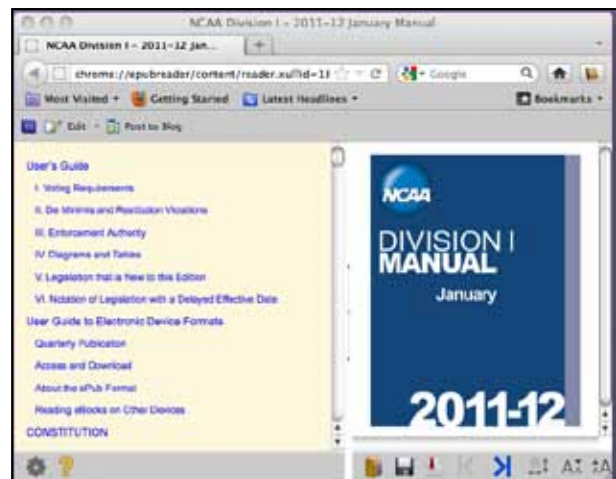 NCAA Division I - 2011-12 January Manual
NCAA Division I - 2011-12 Jan...
chrome://epubreader/content/reader.xul?id=18
Google
Most Visited
Getting Started
Latest Headlines
Bookmarks
Edit
Post to Blog
User's Guide
I. Voting Requirements
II. De Minimis and Restitution Violations
III. Enforcement Authority
IV. Diagrams and Tables
V. Legislation that is New to this Edition
VI. Notation of Legislation with a Delayed Effective Date
User Guide to Electronic Device Formats
Quarterly Publication
Access and Download
About the ePub Format
Reading eBooks on Other Devices
CONSTITUTION
NCAA
DIVISION I
MANUAL
January
2011-12